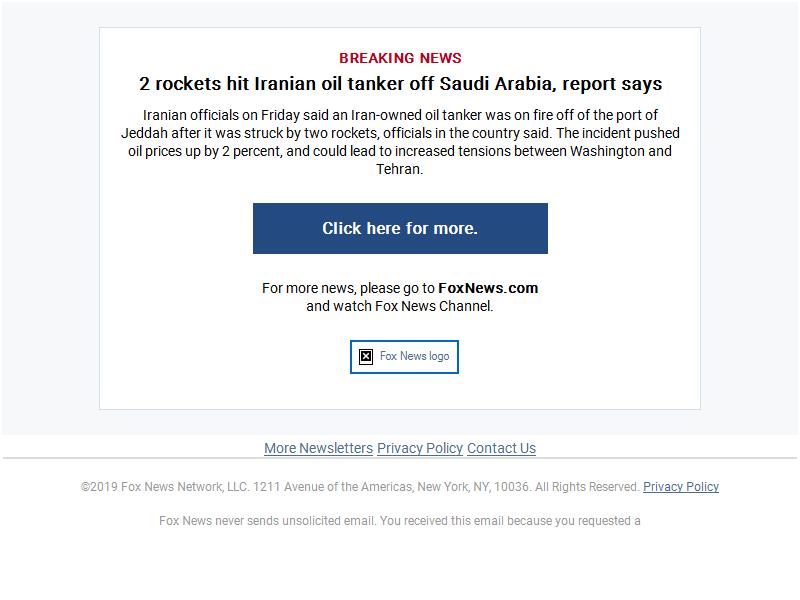 BREAKING NEWS
2 rockets hit Iranian oil tanker off Saudi Arabia, report says
Iranian officials on Friday said an Iran-owned oil tanker was on fire off of the port of
Jeddah after it was struck by two rockets, officials in the country said. The incident pushed
oil prices up by 2 percent, and could lead to increased tensions between Washington and
Tehran.
Click here for more.
For more news, please go to FoxNews.com
and watch Fox News Channel.
Fox News logo
More Newsletters Privacy Policy Contact Us
©2019 Fox News Network, LLC. 1211 Avenue of the Americas, New York, NY, 10036. All Rights Reserved. Privacy Policy
Fox News never sends unsolicited email. You received this email because you requested a